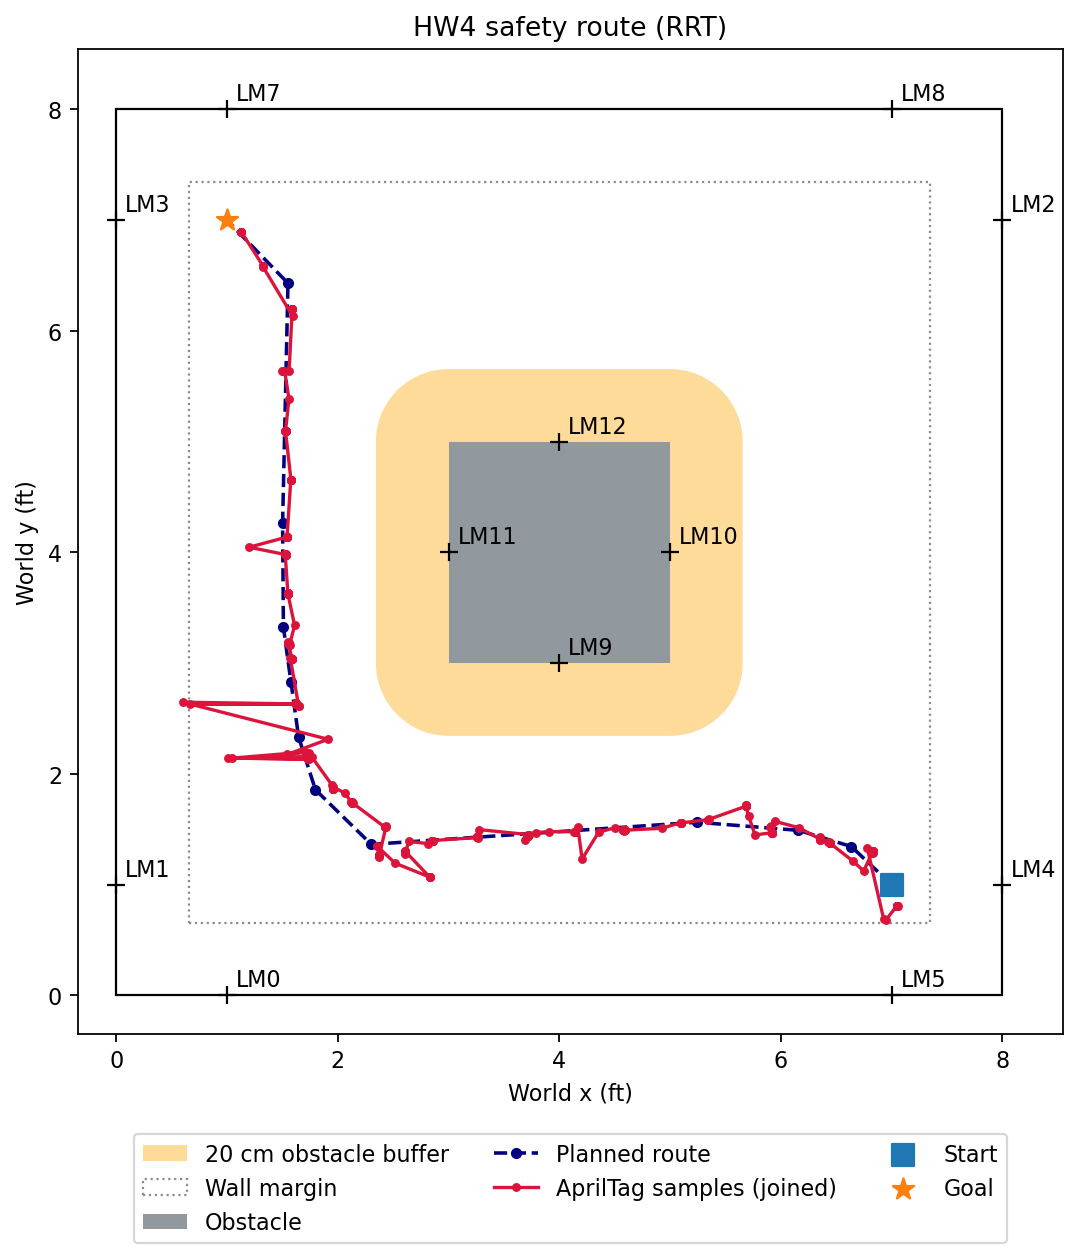 HW4 safety route (RRT)
LM7
LM8
8
LM3
LM2
6
LM12
World y (ft)
4
LM11
LM10
LM9
2
LM1
LM4
LM0
LM5
0
0
2
4
6
8
World x (ft)
20 cm obstacle buffer
Wall margin
Obstacle
Planned route
AprilTag samples (joined)
Start
Goal